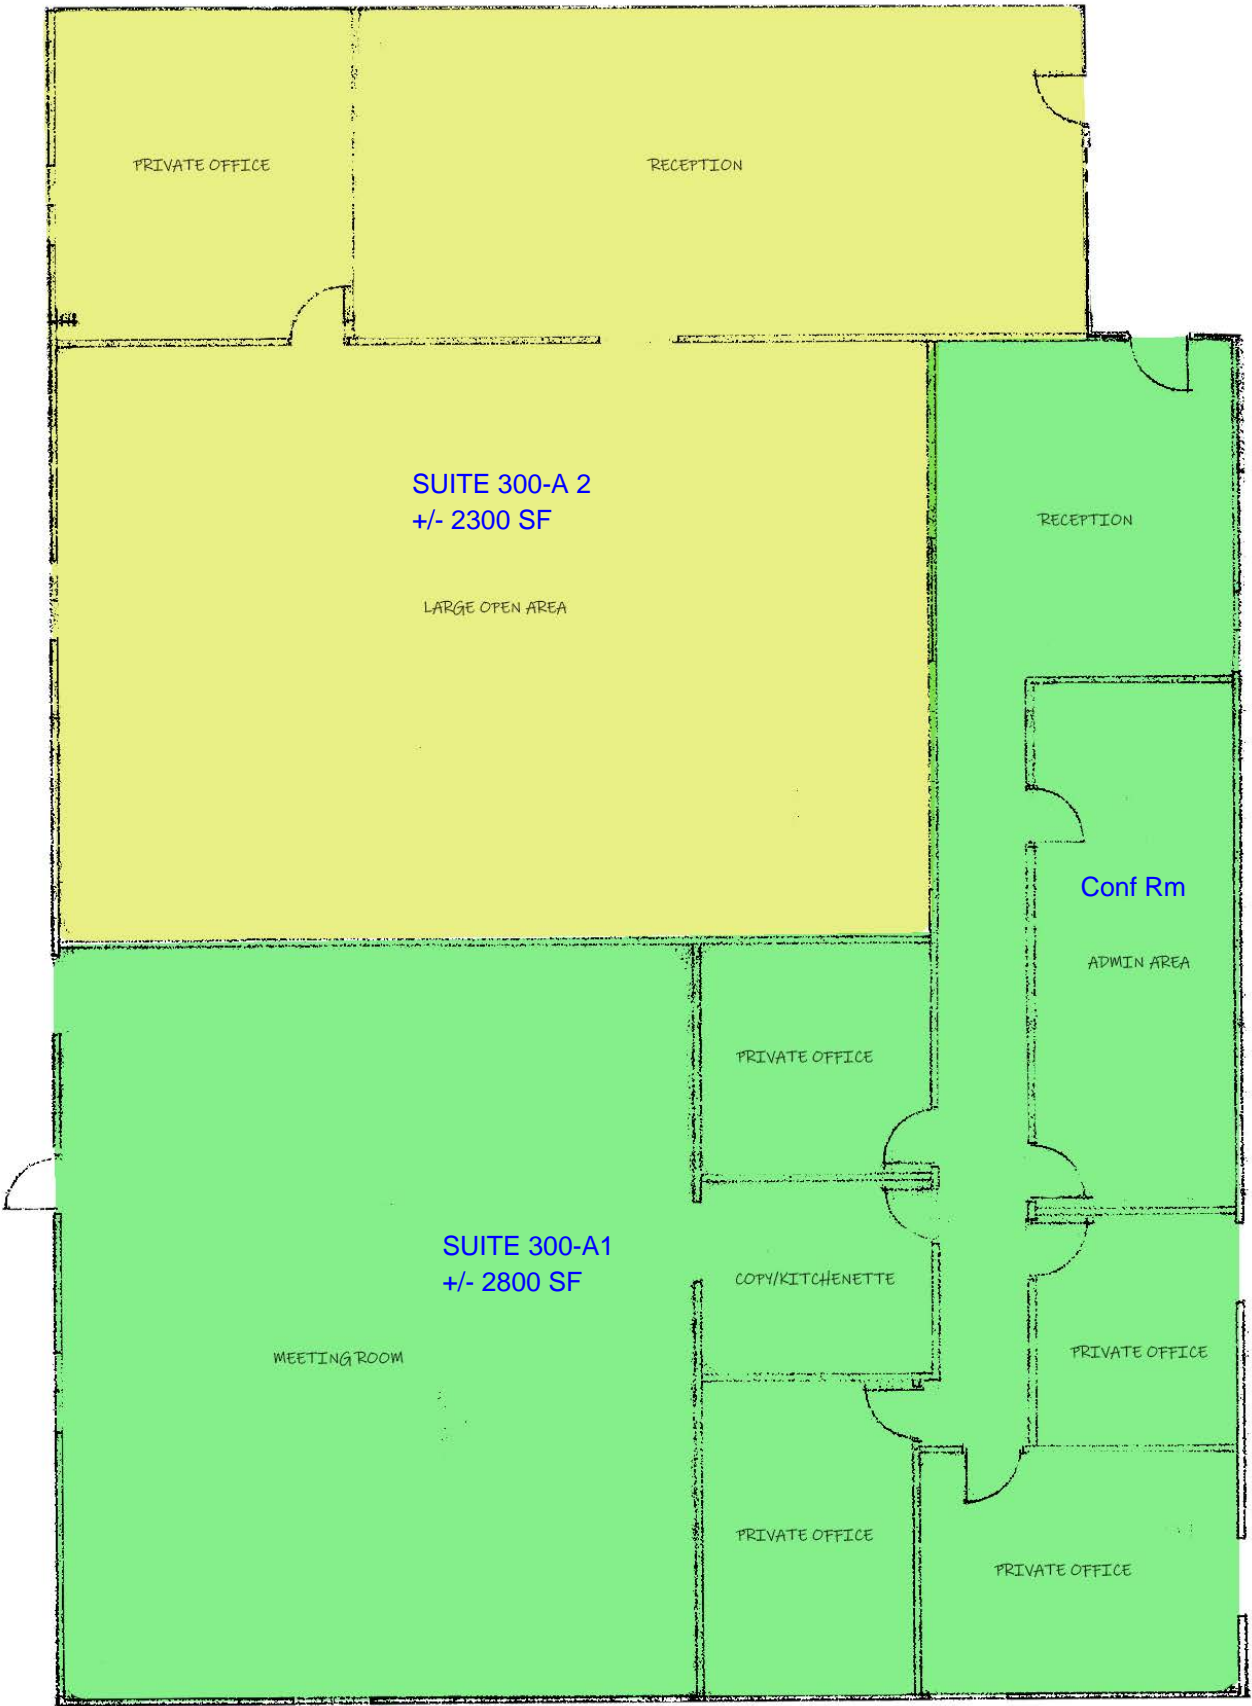 PRIVATE OFFICE
RECEPTION
SUITE 300-A 2
+/- 2300 SF
RECEPTION
LARGE OPEN AREA
Conf Rm
ADMIN AREA
PRIVATE OFFICE
SUITE 300-A1
+/- 2800 SF
COPY/KITCHENETTE
MEETING ROOM
PRIVATE OFFICE
PRIVATE OFFICE
PRIVATE OFFICE